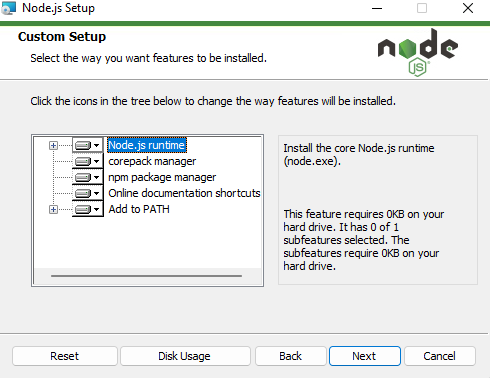 Node.js Setup
Custom Setup
Select the way you want features to be installed.
node
JS
Click the icons in the tree below to change the way features will be installed.
Node.js runtime
corepack manager
npm package manager
Online documentation shortcuts
Add to PATH
Install the core Node.js runtime
(node.exe).
This feature requires 0KB on your
hard drive. It has 0 of 1
subfeatures selected. The
subfeatures require 0KB on your
hard drive.
Reset
Disk Usage
Back
Next
Cancel